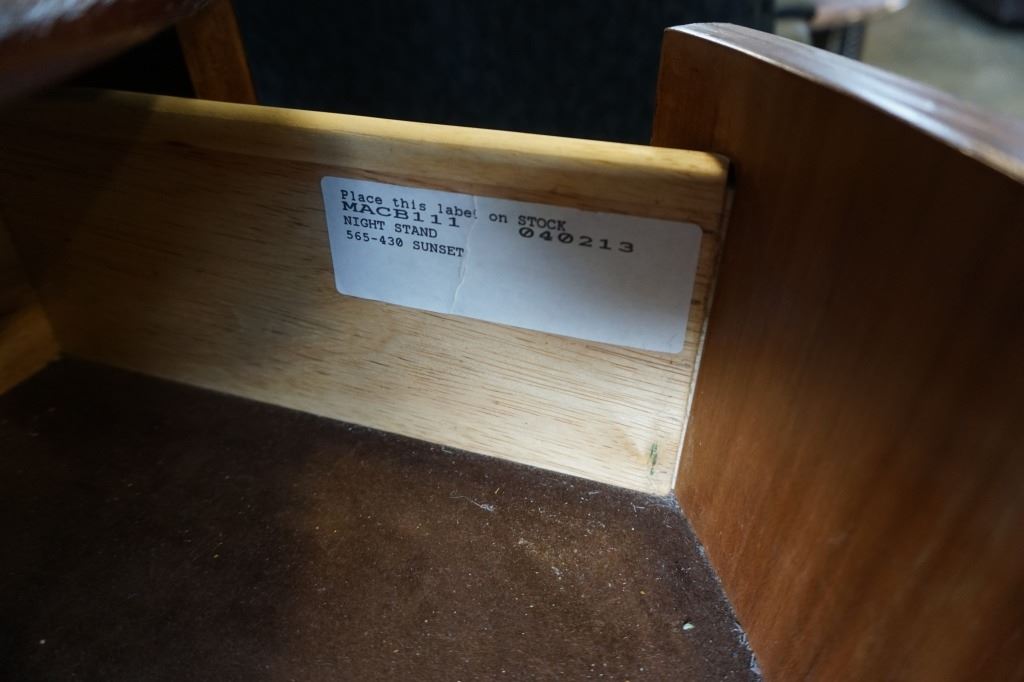 Place this label on STOCK
MACB111 040213
NIGHT STAND
565-430 SUNSET